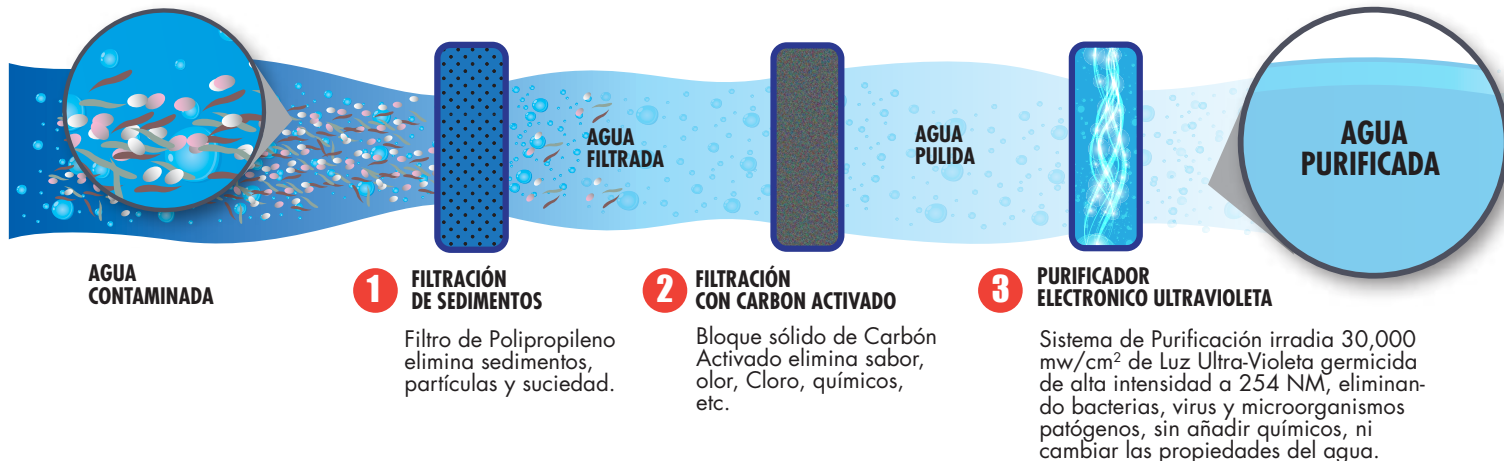 AGUA
CONTAMINADA
1
FILTRACIÓN
DE SEDIMENTOS
Filtro de Polipropileno
elimina sedimentos,
partículas y suciedad.
AGUA
FILTRADA
2
FILTRACIÓN
CON CARBON ACTIVADO
Bloque sólido de Carbón
Activado elimina sabor,
olor, Cloro, químicos,
etc.
AGUA
PULIDA
3
PURIFICADOR
ELECTRONICO ULTRAVIOLETA
Sistema de Purificación irradia 30,000
mw/cm² de Luz Ultra-Violeta germicida
de alta intensidad a 254 NM, eliminan-
do bacterias, virus y microorganismos
patógenos, sin añadir químicos, ni
cambiar las propiedades del agua.
AGUA
PURIFICADA